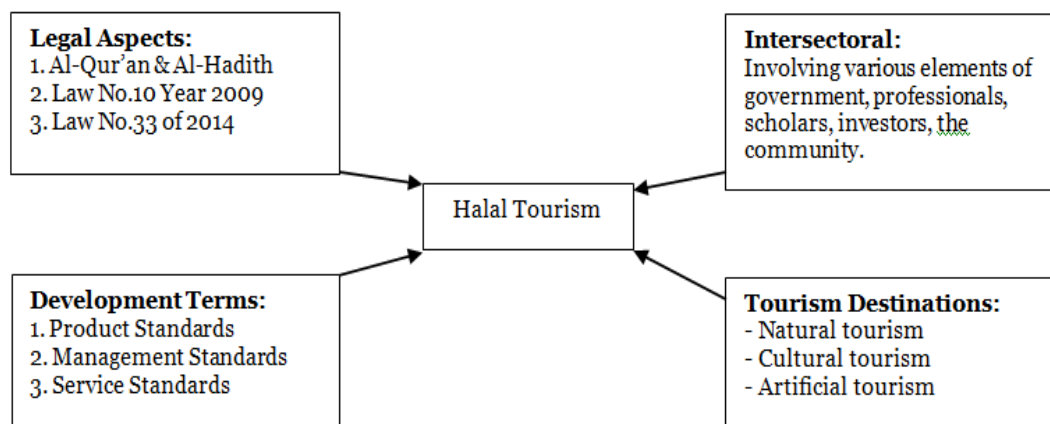 Legal Aspects:
1. Al-Qur’an & Al-Hadith
2. Law No.10 Year 2009
3. Law No.33 of 2014
Intersectoral:
Involving various elements of
government, professionals,
scholars, investors, the
community.
Halal Tourism
Development Terms:
1. Product Standards
2. Management Standards
3. Service Standards
Tourism Destinations:
- Natural tourism
- Cultural tourism
- Artificial tourism